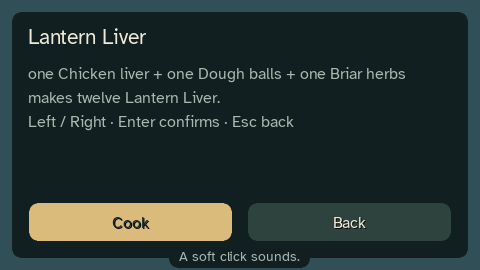 Lantern Liver
one Chicken liver + one Dough balls + one Briar herbs
makes twelve Lantern Liver.
Left / Right · Enter confirms · Esc back
Cook
Back
A soft click sounds.